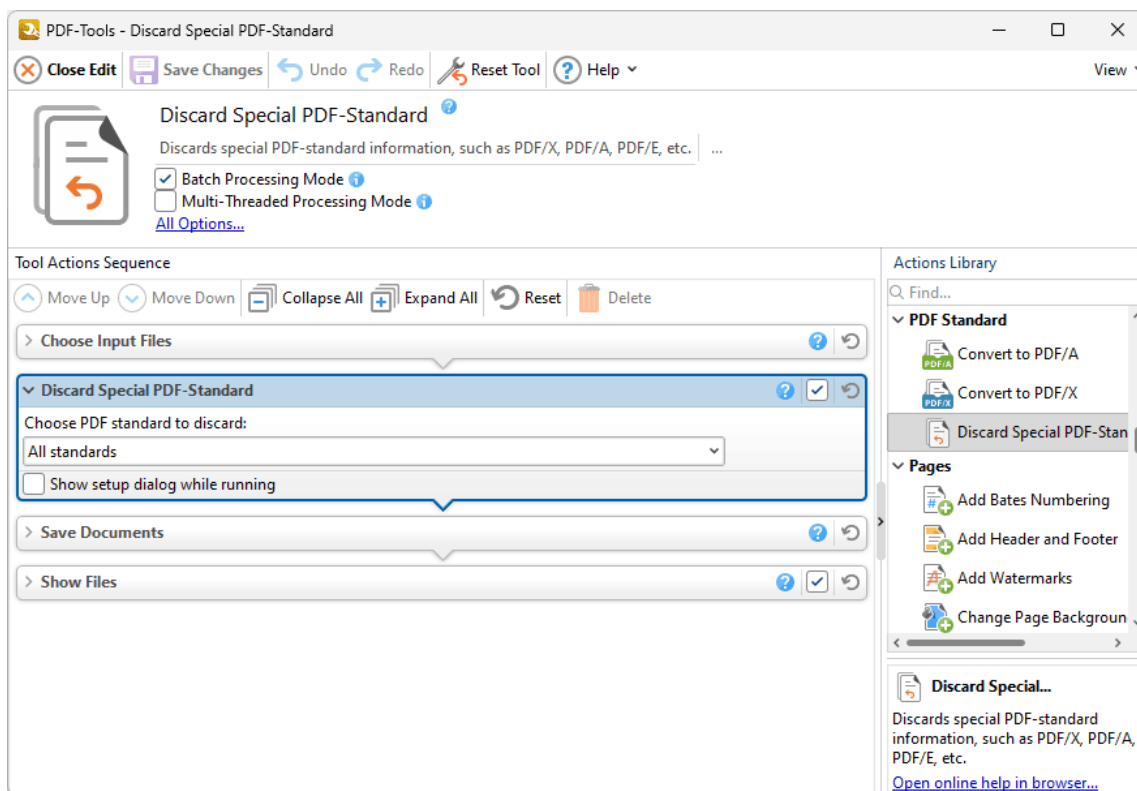 PDF-Tools - Discard Special PDF-Standard
Close Edit Save Changes Undo Redo Reset Tool ? Help View
Discard Special PDF-Standard ?
Discards special PDF-standard information, such as PDF/X, PDF/A, PDF/E, etc. ...
Batch Processing Mode i
Multi-Threaded Processing Mode i
All Options...
Tool Actions Sequence
Move Up Move Down Collapse All Expand All Reset Delete
Choose Input Files ?
Discard Special PDF-Standard ?
Choose PDF standard to discard:
All standards
Show setup dialog while running
Save Documents ?
Show Files ?
Actions Library
Find...
PDF Standard
PDF/A Convert to PDF/A
PDF/X Convert to PDF/X
Discard Special PDF-Stan
Pages
# Add Bates Numbering
Add Header and Footer
Add Watermarks
Change Page Backgroun
Discard Special...
Discards special PDF-standard
information, such as PDF/X, PDF/A,
PDF/E, etc.
Open online help in browser...